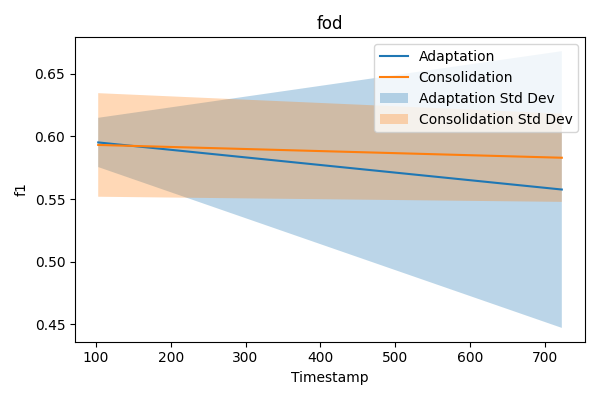 fod
Adaptation
Consolidation
Adaptation Std Dev
Consolidation Std Dev
f1
0.65
0.60
0.55
0.50
0.45
100 200 300 400 500 600 700
Timestamp